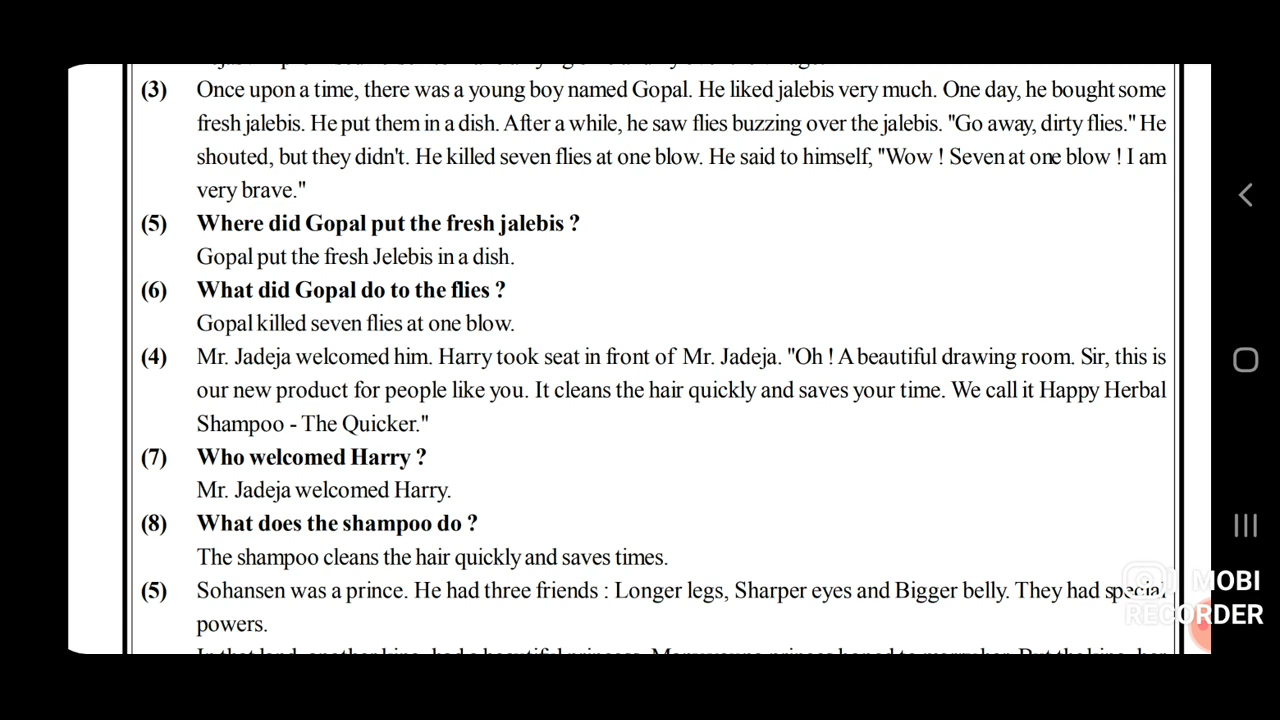 (3) Once upon a time, there was a young boy named Gopal. He liked jalebis very much. One day, he bought some
fresh jalebis. He put them in a dish. After a while, he saw flies buzzing over the jalebis. "Go away, dirty flies." He
shouted, but they didn't. He killed seven flies at one blow. He said to himself, "Wow ! Seven at one blow ! I am
very brave."
(5) Where did Gopal put the fresh jalebis ?
Gopal put the fresh Jelebis in a dish.
(6) What did Gopal do to the flies ?
Gopal killed seven flies at one blow.
(4) Mr. Jadeja welcomed him. Harry took seat in front of Mr. Jadeja. "Oh ! A beautiful drawing room. Sir, this is
our new product for people like you. It cleans the hair quickly and saves your time. We call it Happy Herbal
Shampoo - The Quicker."
(7) Who welcomed Harry ?
Mr. Jadeja welcomed Harry.
(8) What does the shampoo do ?
The shampoo cleans the hair quickly and saves times.
(5) Sohansen was a prince. He had three friends : Longer legs, Sharper eyes and Bigger belly. They had special
powers.
MOBI
RECORDER